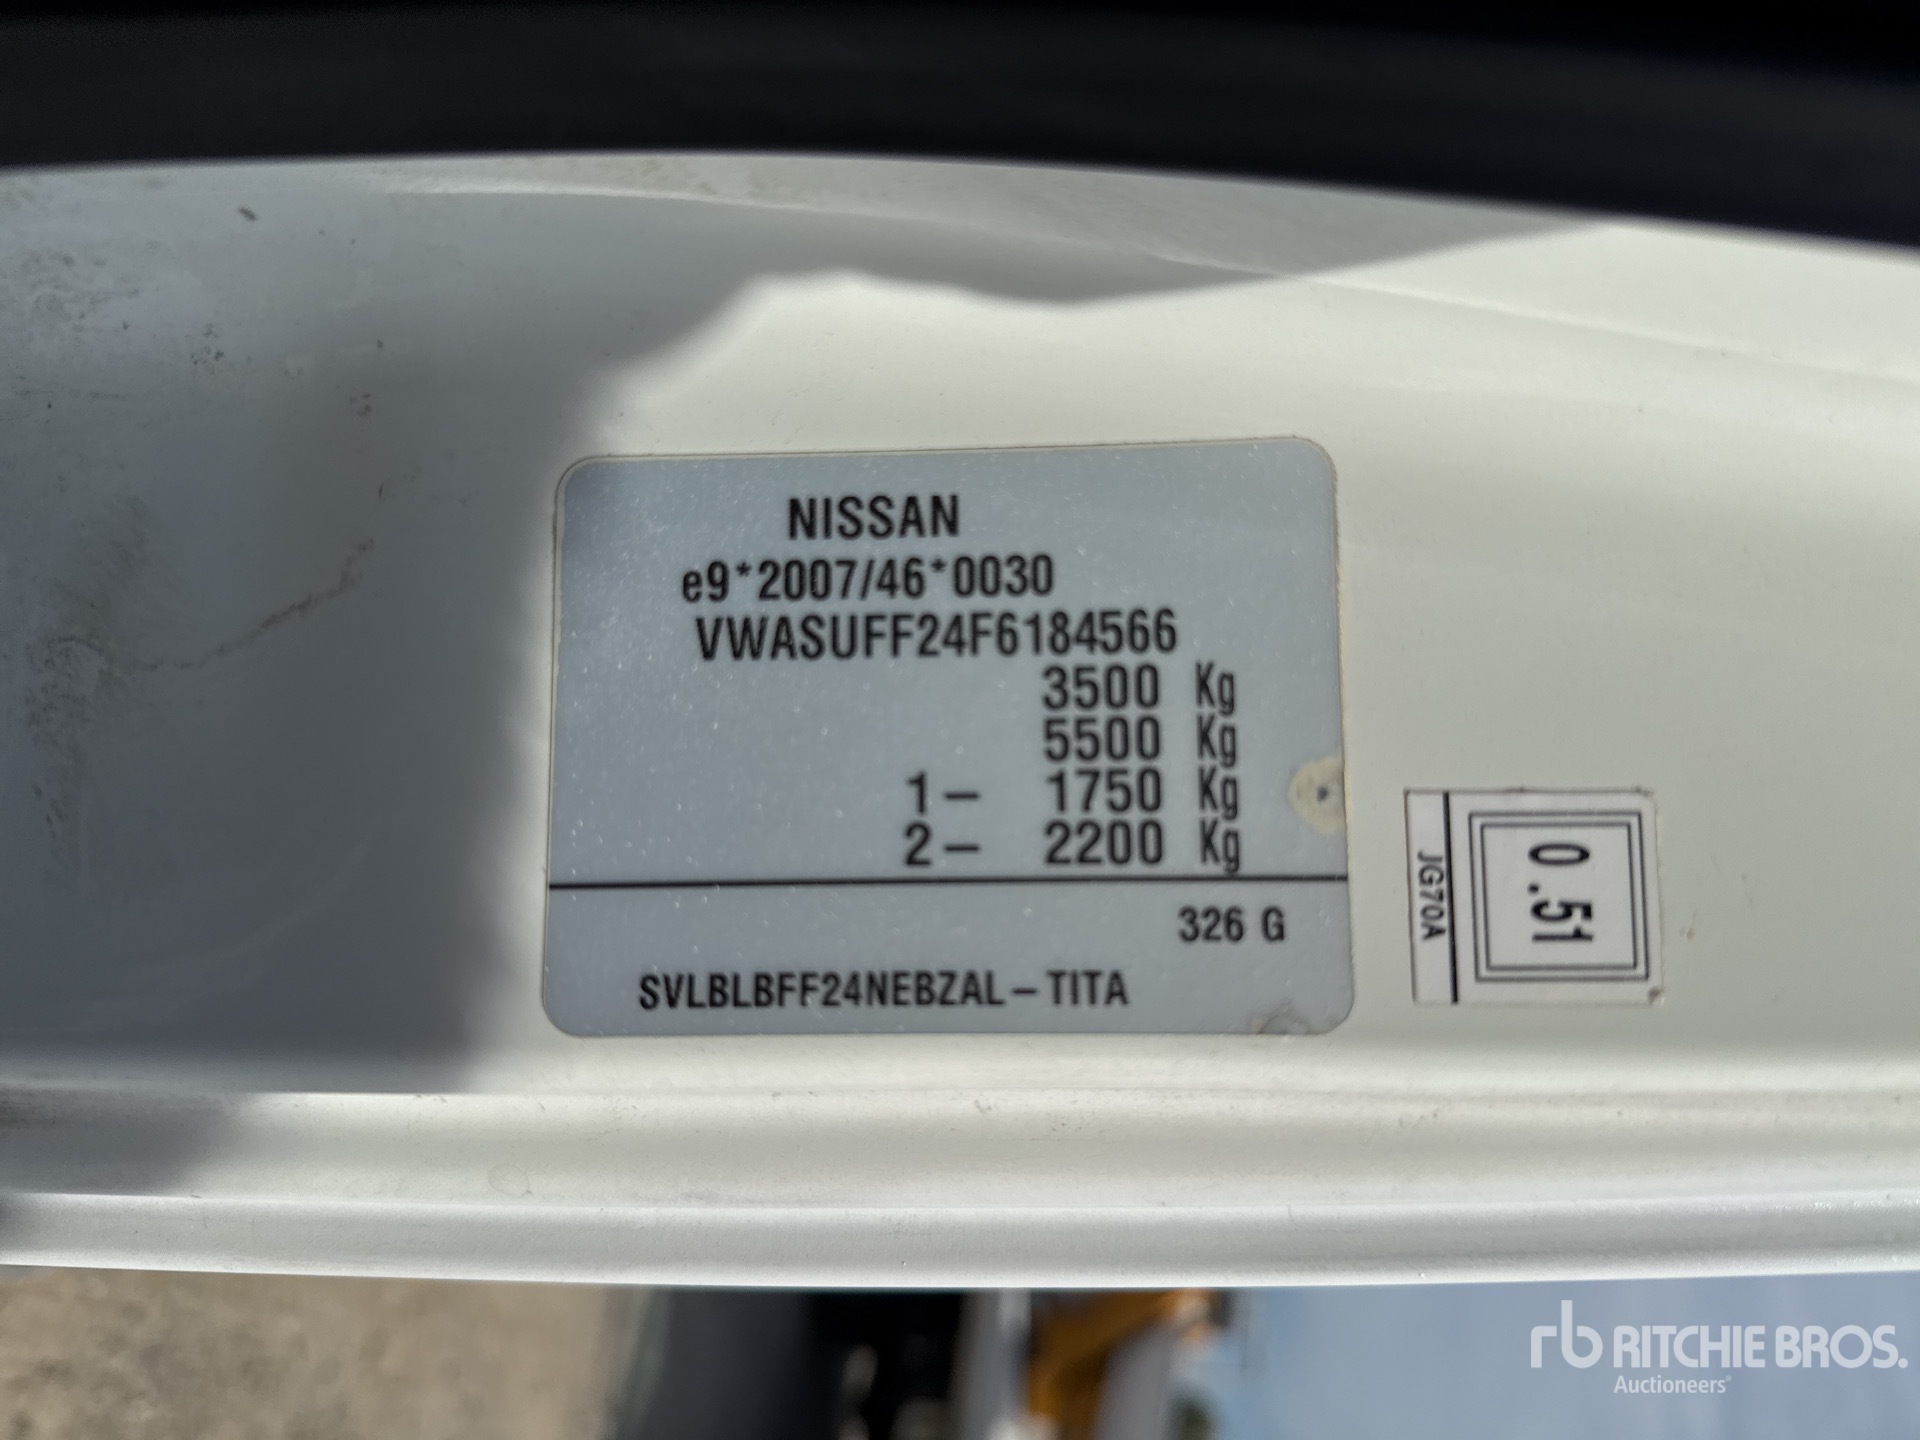 NISSAN
e9*2007/46*0030
VWASUFF24F6184566
3500 Kg
5500 Kg
1– 1750 Kg
2– 2200 Kg
326 G
SVLBLBFF24NEBZAL–TITA
0.51
JG70A
rb RITCHIE BROS.
Auctioneers